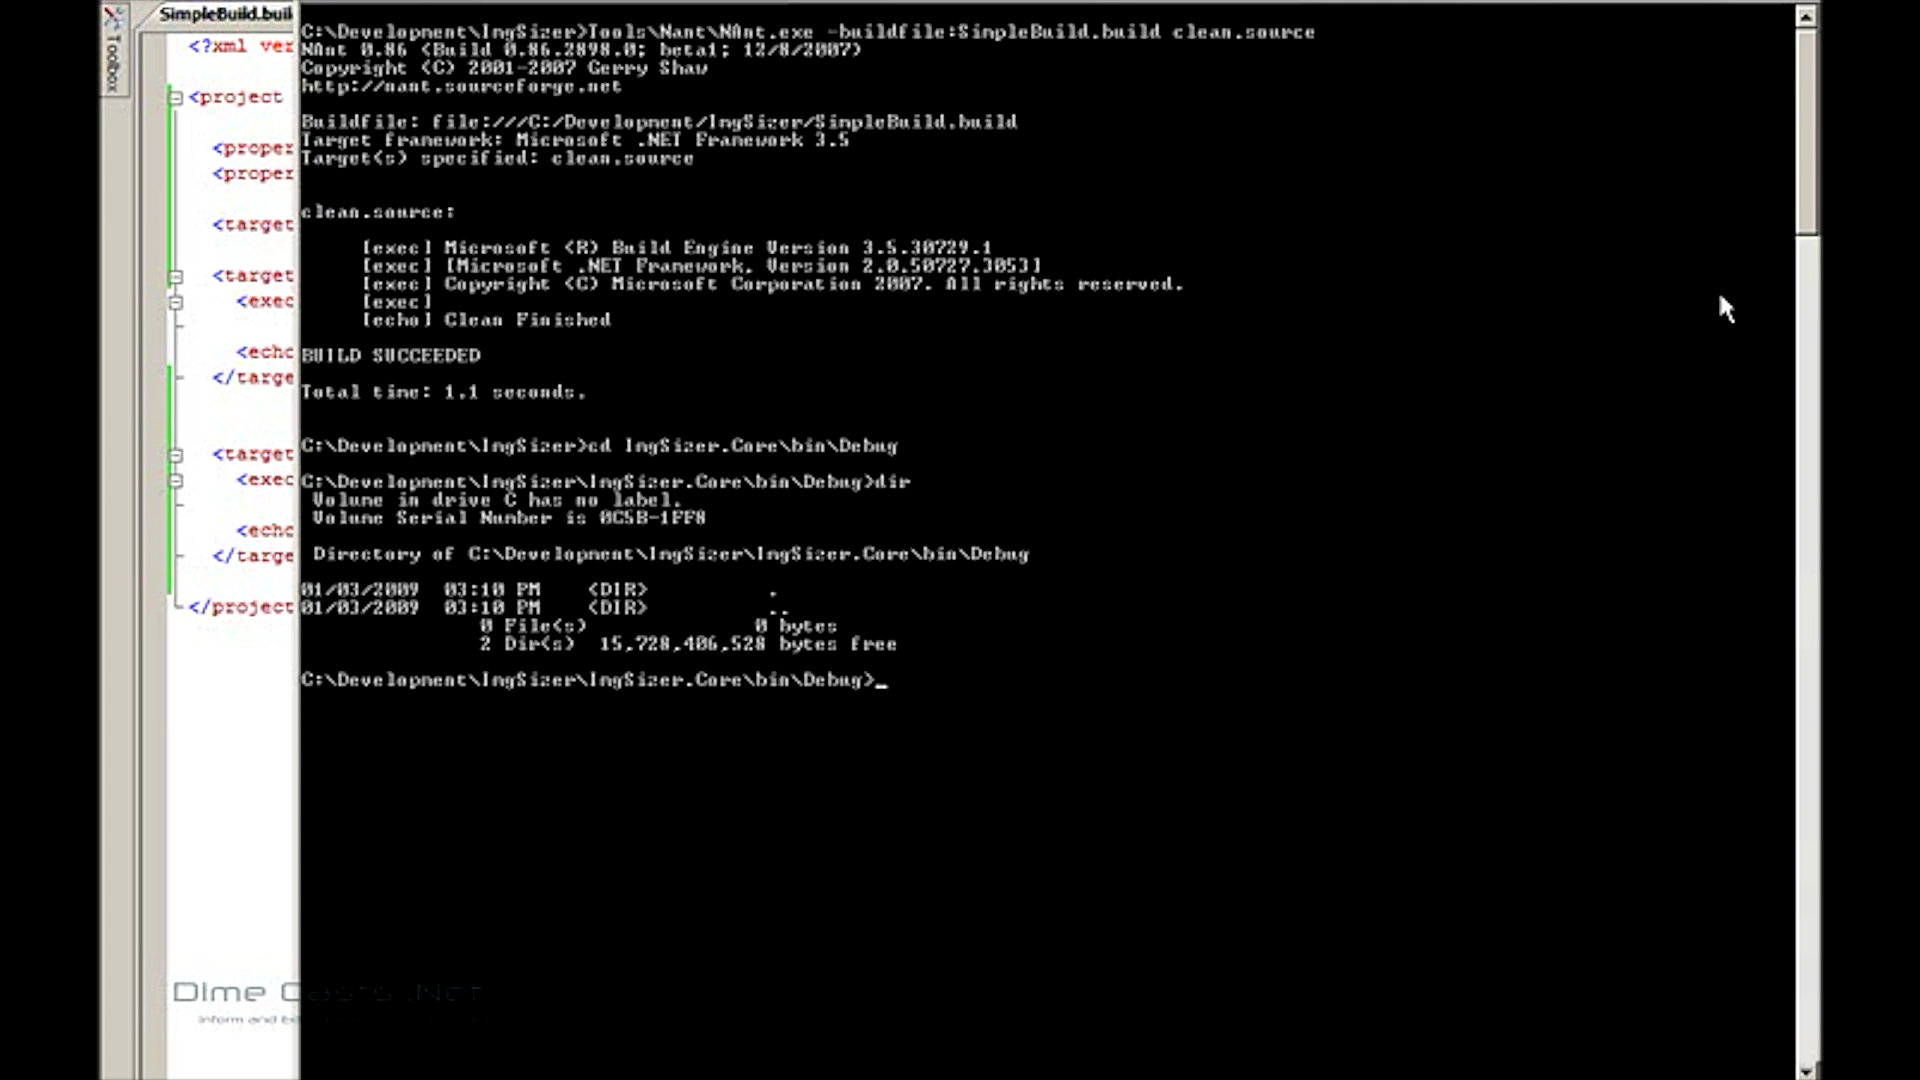 SimpleBuild.buil
Toolbox
<?xml ver
<project
<proper
<proper
<target
<target
<exec
<echo
</targe
<target
<exec
<echo
</targe
</project
C:\Development\ImgSizer>Tools\Nant\NAnt.exe -buildfile:SimpleBuild.build clean.source
NAnt 0.86 (Build 0.86.2898.0; beta1; 12/8/2007)
Copyright (C) 2001-2007 Gerry Shaw
http://nant.sourceforge.net
Buildfile: file:///C:/Development/ImgSizer/SimpleBuild.build
Target framework: Microsoft .NET Framework 3.5
Target(s) specified: clean.source
clean.source:
[exec] Microsoft (R) Build Engine Version 3.5.30729.1
[exec] [Microsoft .NET Framework, Version 2.0.50727.3053]
[exec] Copyright (C) Microsoft Corporation 2007. All rights reserved.
[exec]
[echo] Clean Finished
BUILD SUCCEEDED
Total time: 1.1 seconds.
C:\Development\ImgSizer>cd ImgSizer.Core\bin\Debug
C:\Development\ImgSizer\ImgSizer.Core\bin\Debug>dir
Volume in drive C has no label.
Volume Serial Number is 0C5B-1FF8
Directory of C:\Development\ImgSizer\ImgSizer.Core\bin\Debug
01/03/2009 03:10 PM <DIR> .
01/03/2009 03:10 PM <DIR> ..
0 File(s) 0 bytes
2 Dir(s) 15,728,406,528 bytes free
C:\Development\ImgSizer\ImgSizer.Core\bin\Debug>_
Dime Casts .Net
Inform and